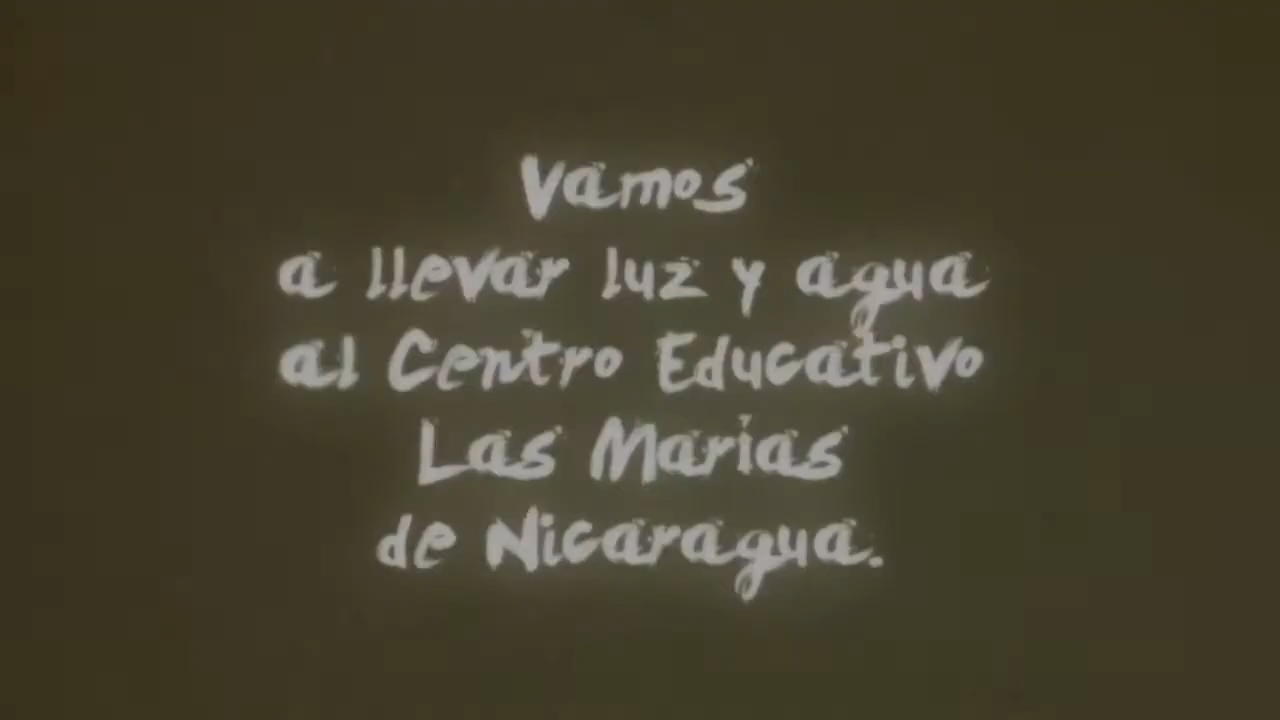 Vamos
a llevar luz y agua
al Centro Educativo
Las Marias
de Nicaragua.